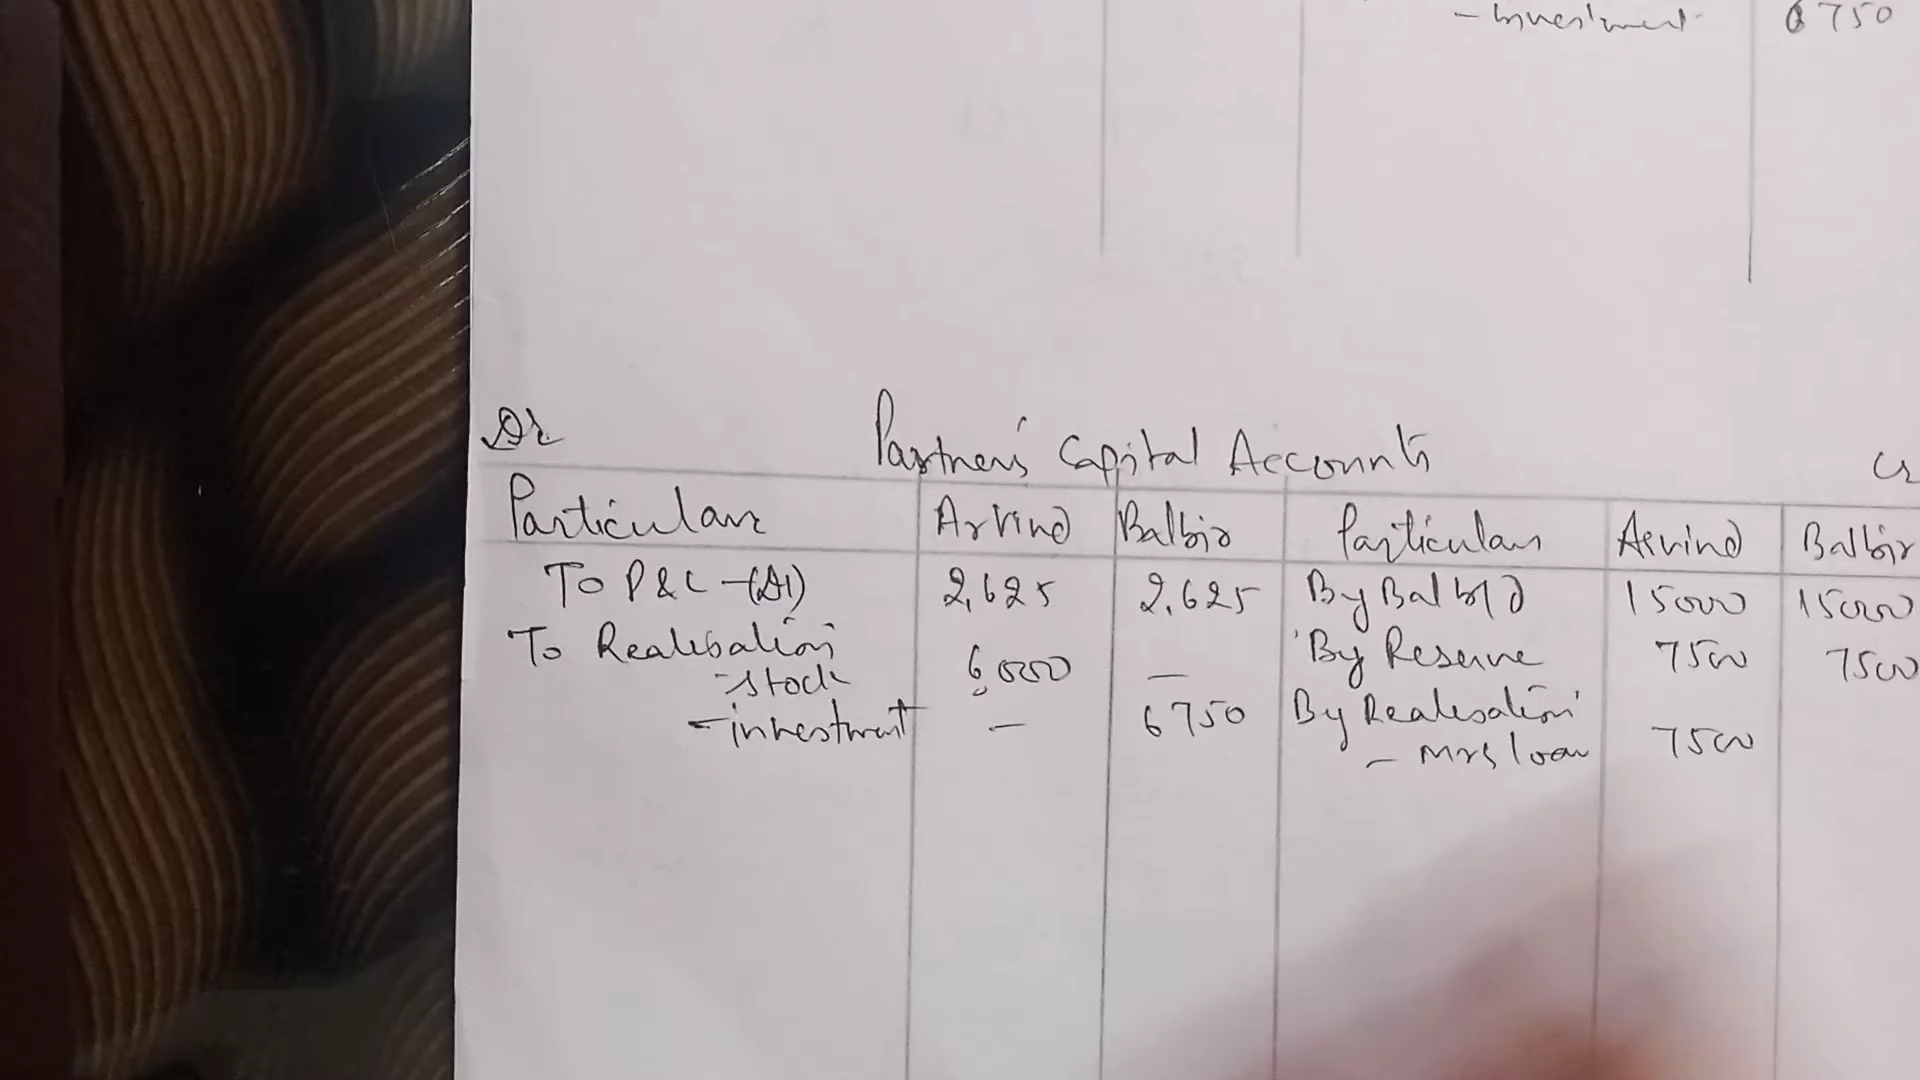 - Investment 6750
Dr Partners' Capital Accounts Cr
Particulars Arvind Balbir Particulars Arvind Balbir
To P&L - (Dr) 2,625 2,625 By Bal b/d 15000 15000
To Realisation By Reserve 7500 7500
- stock 6,000 —
- investment — 6750 By Realisation
- Mrs loan 7500